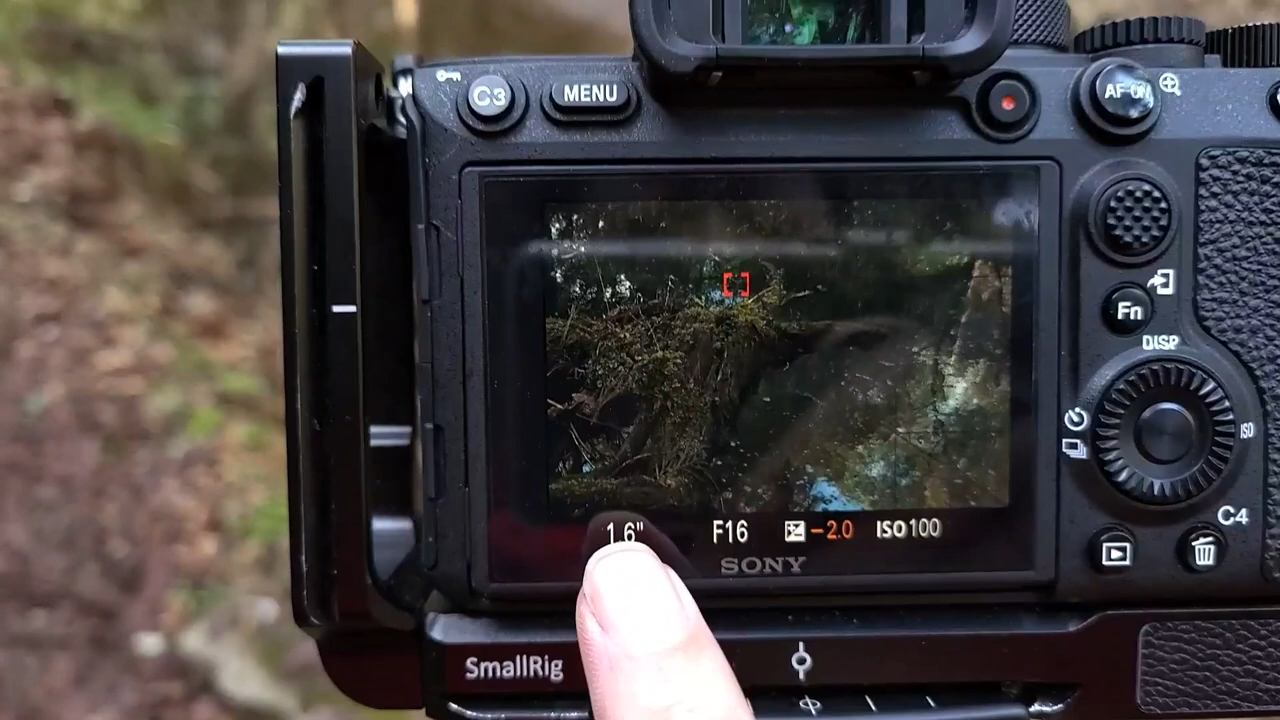 C3
MENU
AF-ON
Fn
DISP
ISO
1.6" F16 -2.0 ISO 100
SONY
C4
SmallRig